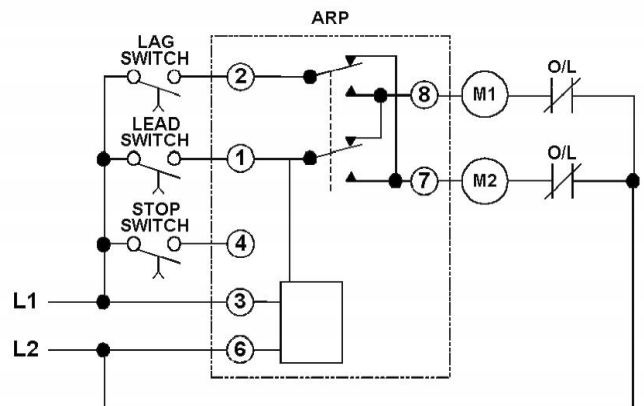 ARP
LAG
SWITCH
2
8
M1
O/L
LEAD
SWITCH
1
7
M2
O/L
STOP
SWITCH
4
L1
3
L2
6